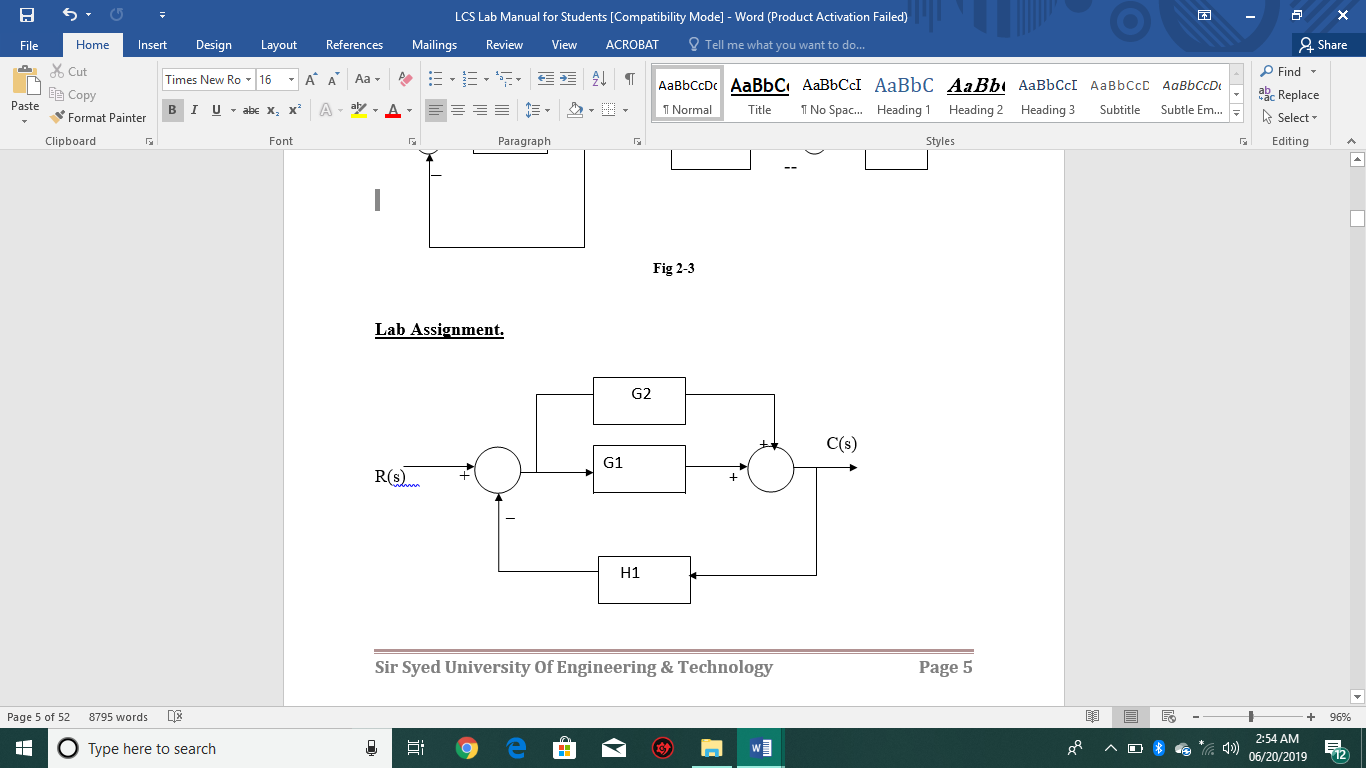 LCS Lab Manual for Students [Compatibility Mode] - Word (Product Activation Failed)
File Home Insert Design Layout References Mailings Review View ACROBAT Tell me what you want to do... Share
Paste
Cut
Copy
Format Painter
Clipboard
Times New Ro 16
B I U abc x₂ x²
Font
Paragraph
AaBbCcDc AaBbC AaBbCcI AaBbC AaBb AaBbCcI AaBbCcD AaBbCcDc
¶ Normal Title ¶ No Spac... Heading 1 Heading 2 Heading 3 Subtitle Subtle Em...
Styles
Find
Replace
Select
Editing
_ --
Fig 2-3
Lab Assignment.
G2
+ C(s)
G1
R(s) + +
_
H1
Sir Syed University Of Engineering & Technology Page 5
Page 5 of 52 8795 words 96%
Type here to search
2:54 AM
06/20/2019
12